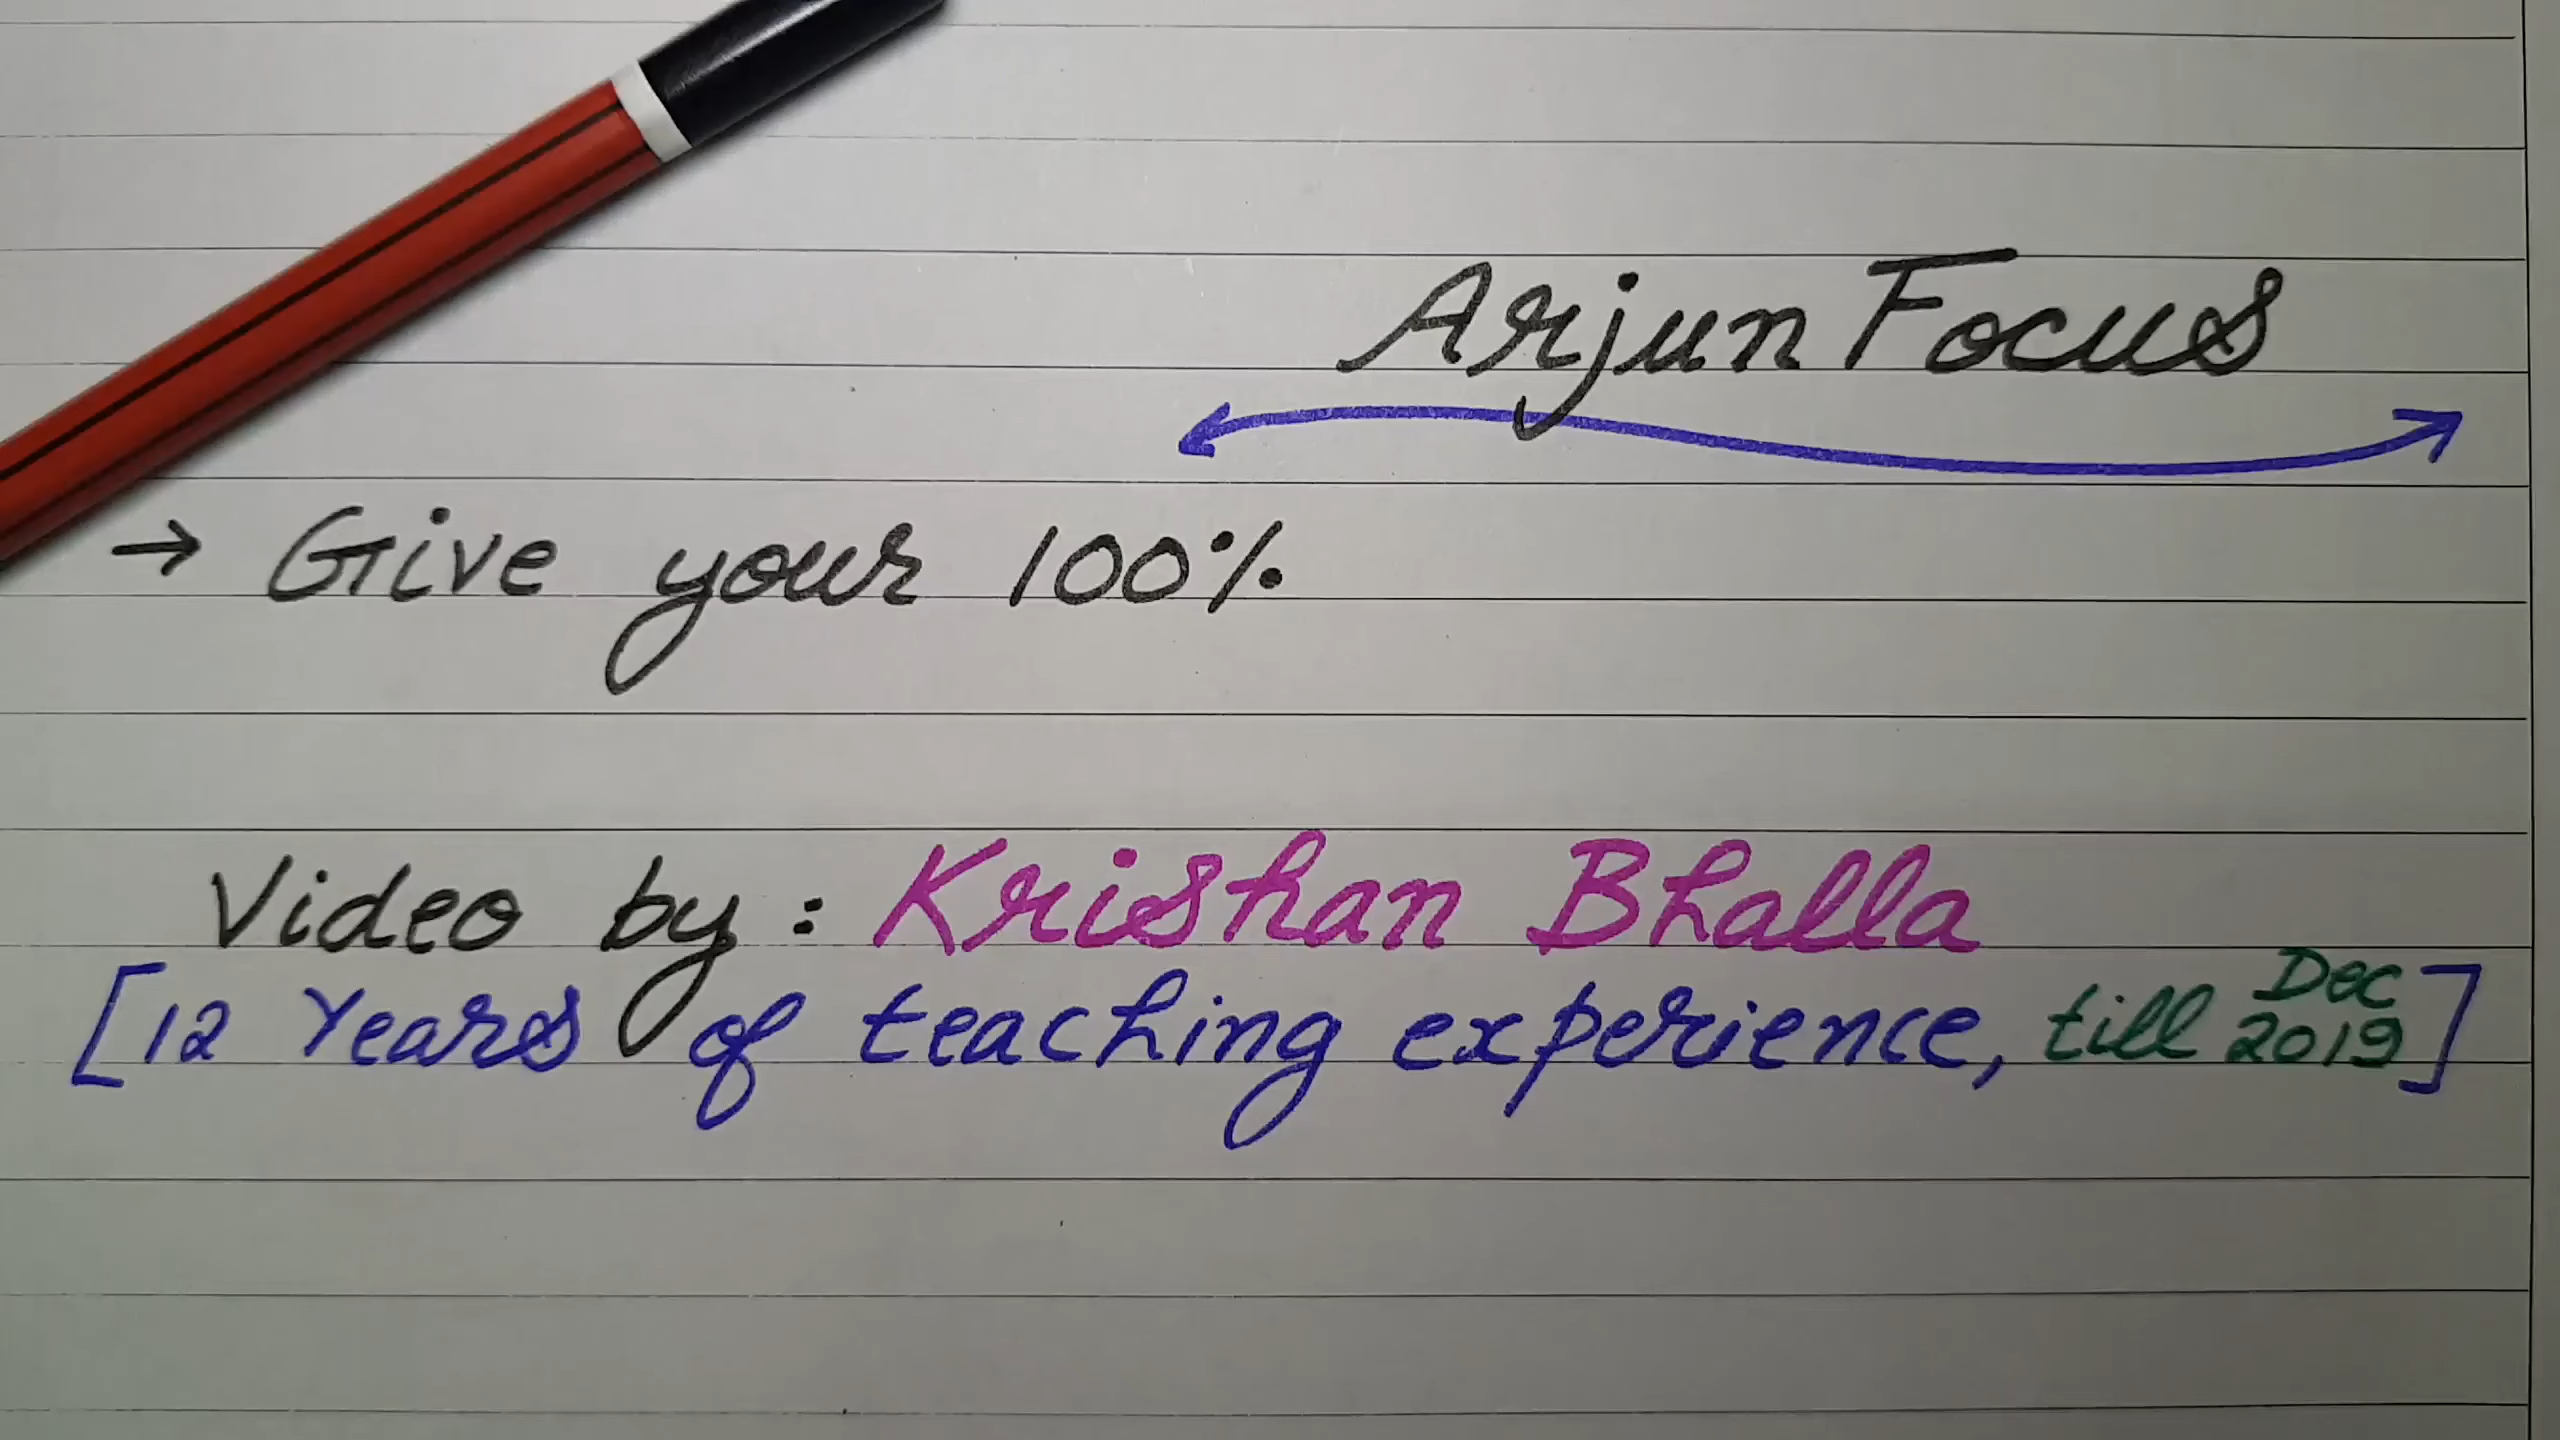 Arjun Focus
→ Give your 100%
Video by : Krishan Bhalla
[12 Years of teaching experience, till Dec 2019]